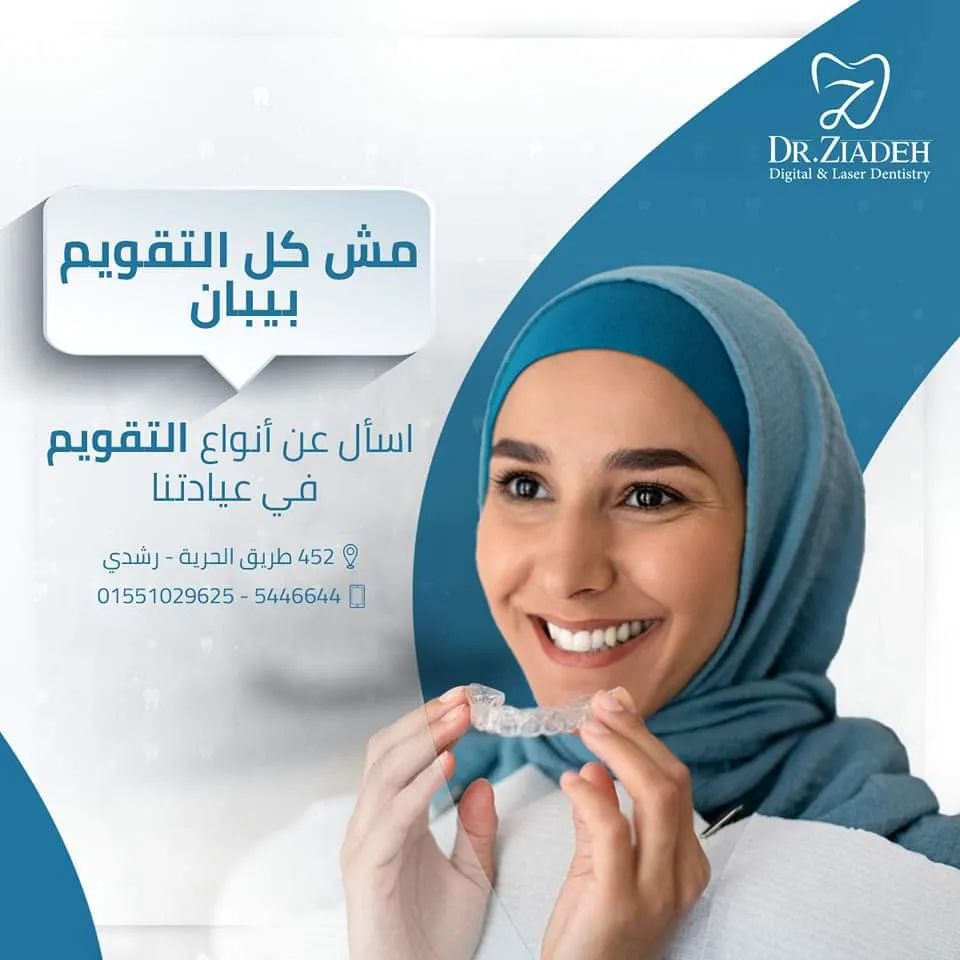 DR.ZIADEH
Digital & Laser Dentistry
مش كل التقويم
بيبان
اسأل عن أنواع التقويم
في عيادتنا
452 طريق الحرية - رشدي
01551029625 - 5446644